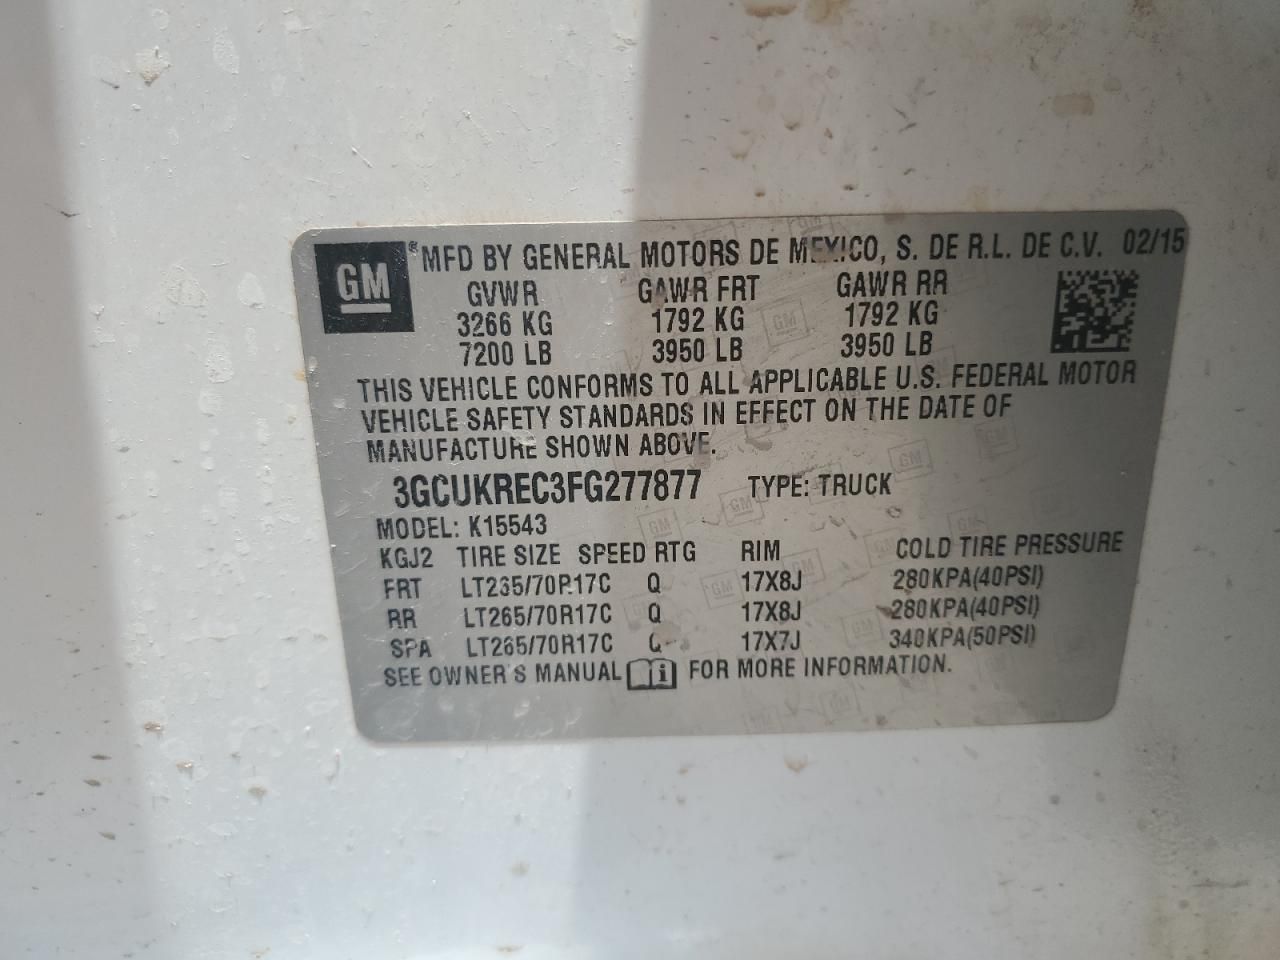 GM
® MFD BY GENERAL MOTORS DE MEXICO, S. DE R.L. DE C.V. 02/15
GVWR GAWR FRT GAWR RR
3266 KG 1792 KG 1792 KG
7200 LB 3950 LB 3950 LB
THIS VEHICLE CONFORMS TO ALL APPLICABLE U.S. FEDERAL MOTOR
VEHICLE SAFETY STANDARDS IN EFFECT ON THE DATE OF
MANUFACTURE SHOWN ABOVE.
3GCUKREC3FG277877 TYPE: TRUCK
MODEL: K15543
KGJ2 TIRE SIZE SPEED RTG RIM COLD TIRE PRESSURE
FRT LT265/70R17C Q 17X8J 280KPA(40PSI)
RR LT265/70R17C Q 17X8J 280KPA(40PSI)
SPA LT265/70R17C Q 17X7J 340KPA(50PSI)
SEE OWNER'S MANUAL i FOR MORE INFORMATION.